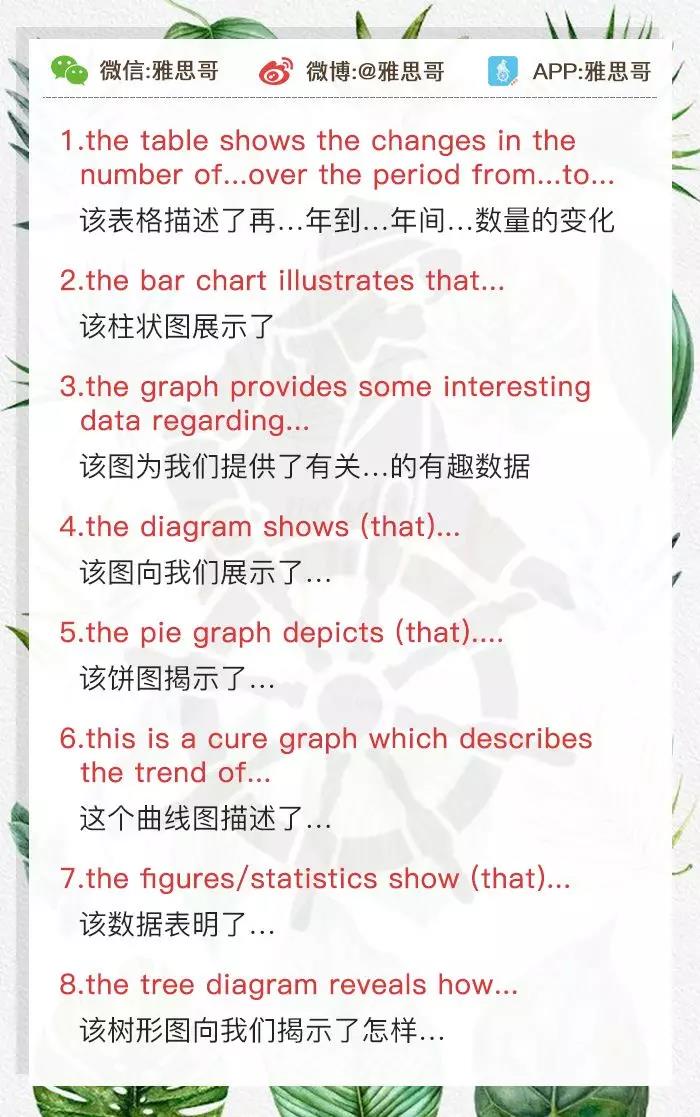 微信:雅思哥 微博:@雅思哥 APP:雅思哥
1.the table shows the changes in the
number of...over the period from...to...
该表格描述了再...年到...年间...数量的变化
2.the bar chart illustrates that...
该柱状图展示了
3.the graph provides some interesting
data regarding...
该图为我们提供了有关...的有趣数据
4.the diagram shows (that)...
该图向我们展示了...
5.the pie graph depicts (that)....
该饼图揭示了...
6.this is a cure graph which describes
the trend of...
这个曲线图描述了...
7.the figures/statistics show (that)...
该数据表明了...
8.the tree diagram reveals how...
该树形图向我们揭示了怎样...